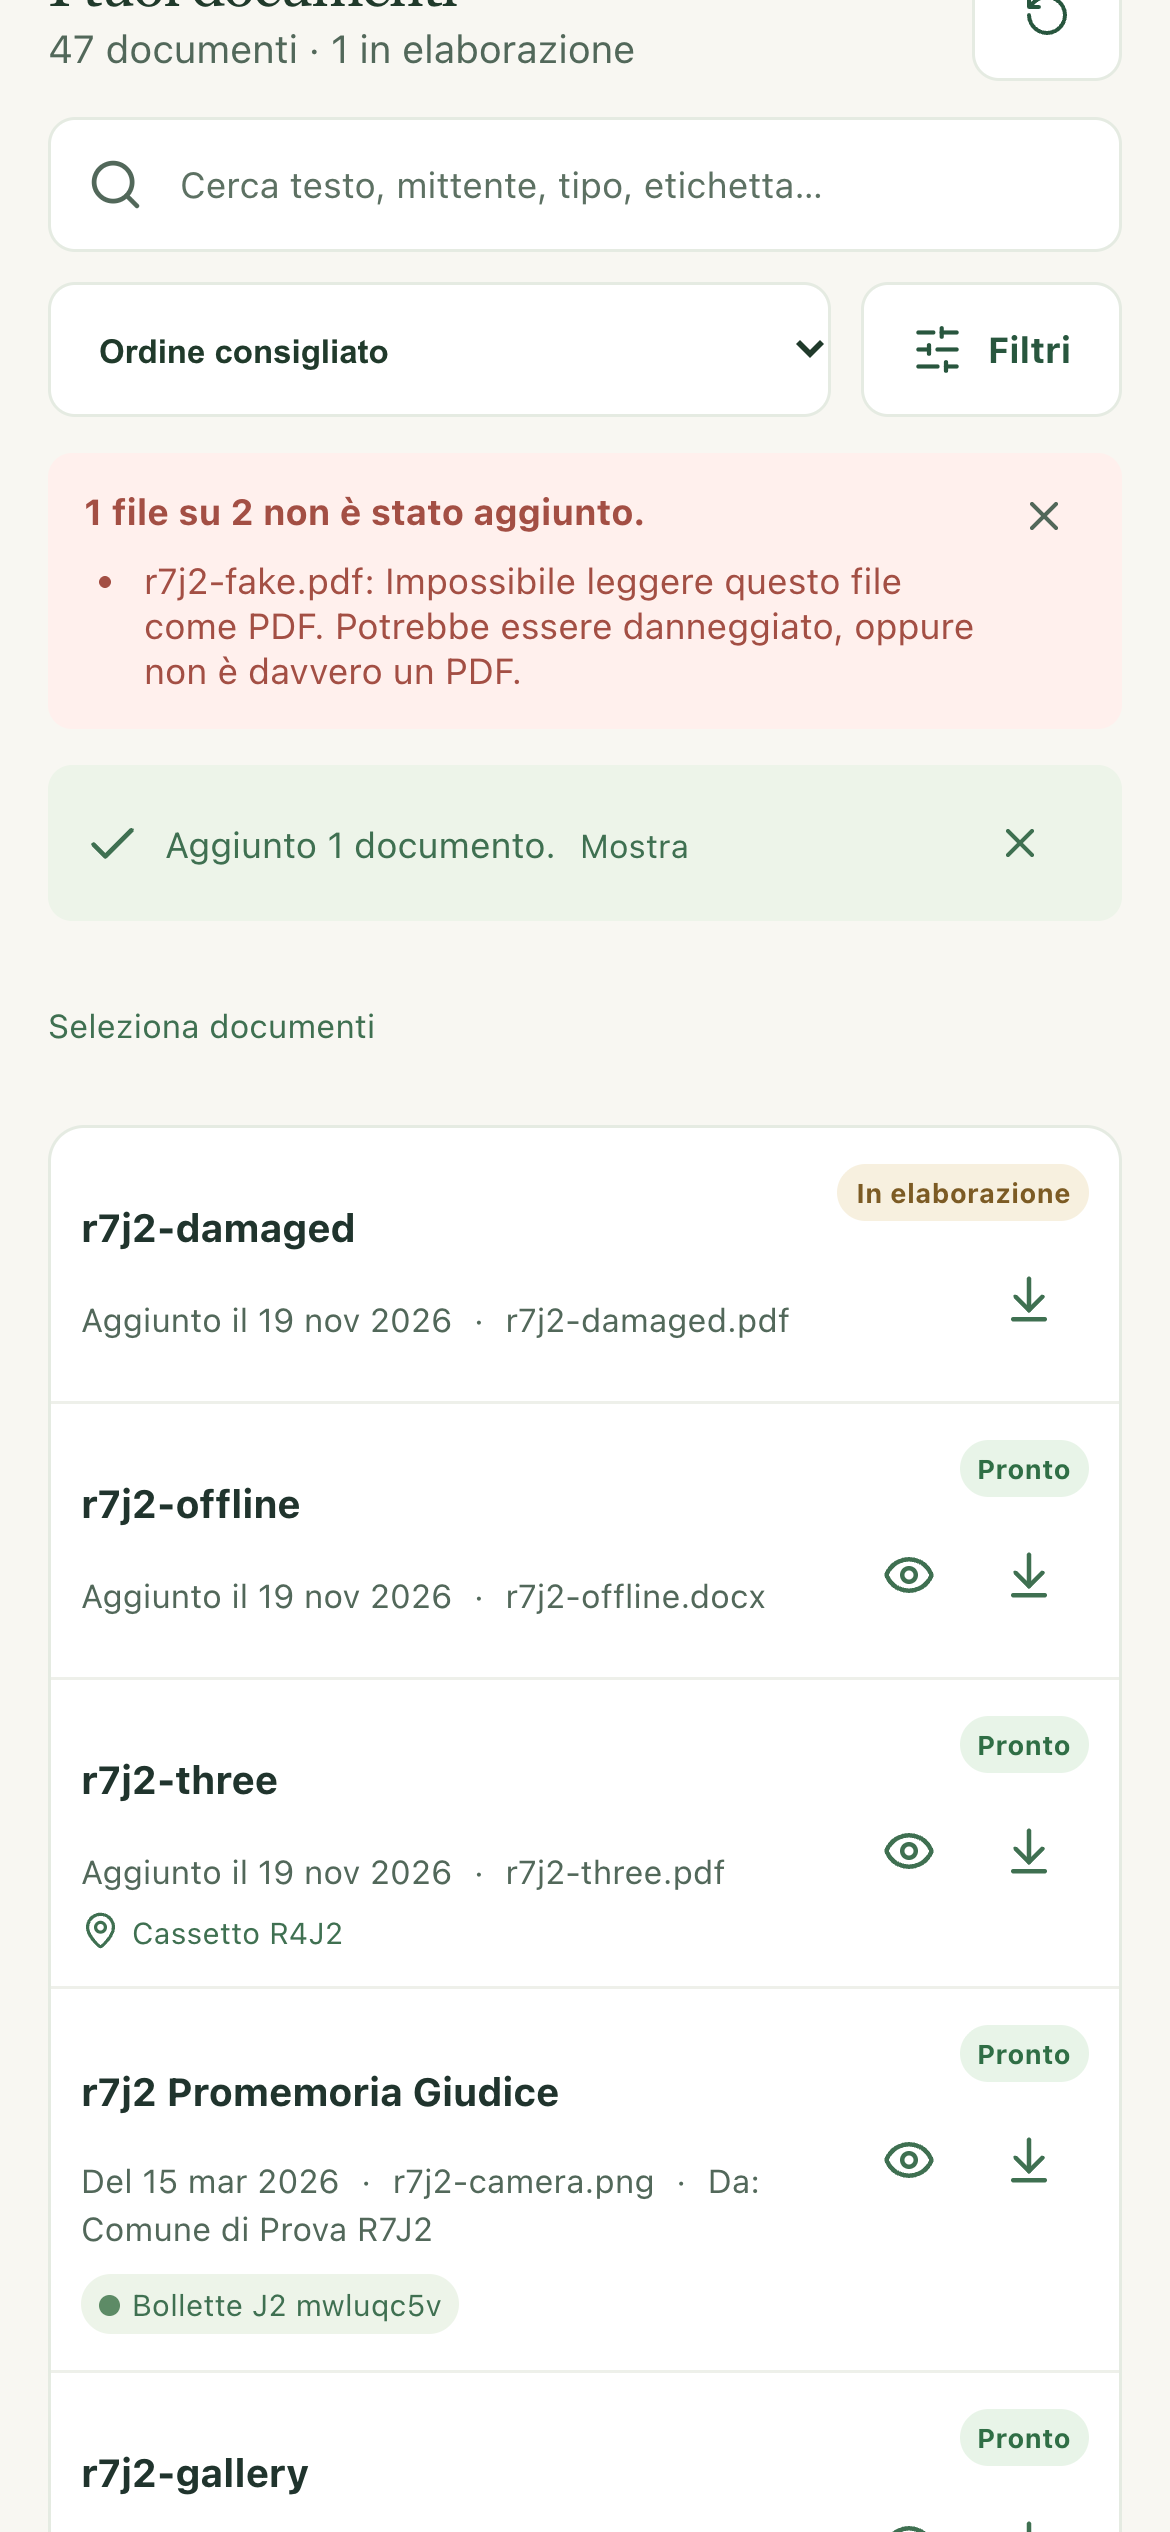 I tuoi documenti
47 documenti · 1 in elaborazione
Cerca testo, mittente, tipo, etichetta...
Ordine consigliato
Filtri
1 file su 2 non è stato aggiunto.
• r7j2-fake.pdf: Impossibile leggere questo file
come PDF. Potrebbe essere danneggiato, oppure
non è davvero un PDF.
Aggiunto 1 documento. Mostra
Seleziona documenti
In elaborazione
r7j2-damaged
Aggiunto il 19 nov 2026 · r7j2-damaged.pdf
Pronto
r7j2-offline
Aggiunto il 19 nov 2026 · r7j2-offline.docx
Pronto
r7j2-three
Aggiunto il 19 nov 2026 · r7j2-three.pdf
Cassetto R4J2
Pronto
r7j2 Promemoria Giudice
Del 15 mar 2026 · r7j2-camera.png · Da:
Comune di Prova R7J2
Bollette J2 mwluqc5v
Pronto
r7j2-gallery